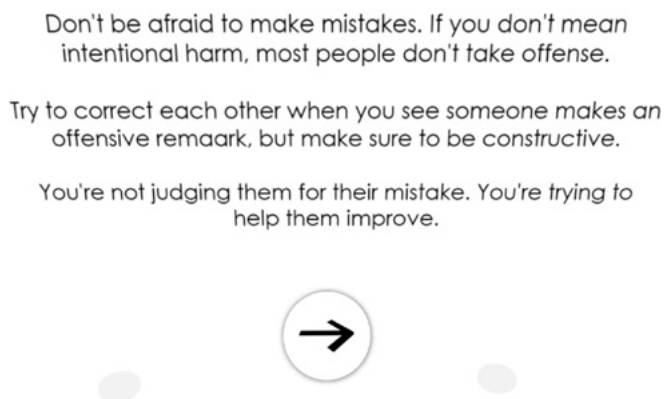 Don't be afraid to make mistakes. If you don't mean
intentional harm, most people don't take offense.
Try to correct each other when you see someone makes an
offensive remaark, but make sure to be constructive.
You're not judging them for their mistake. You're trying to
help them improve.